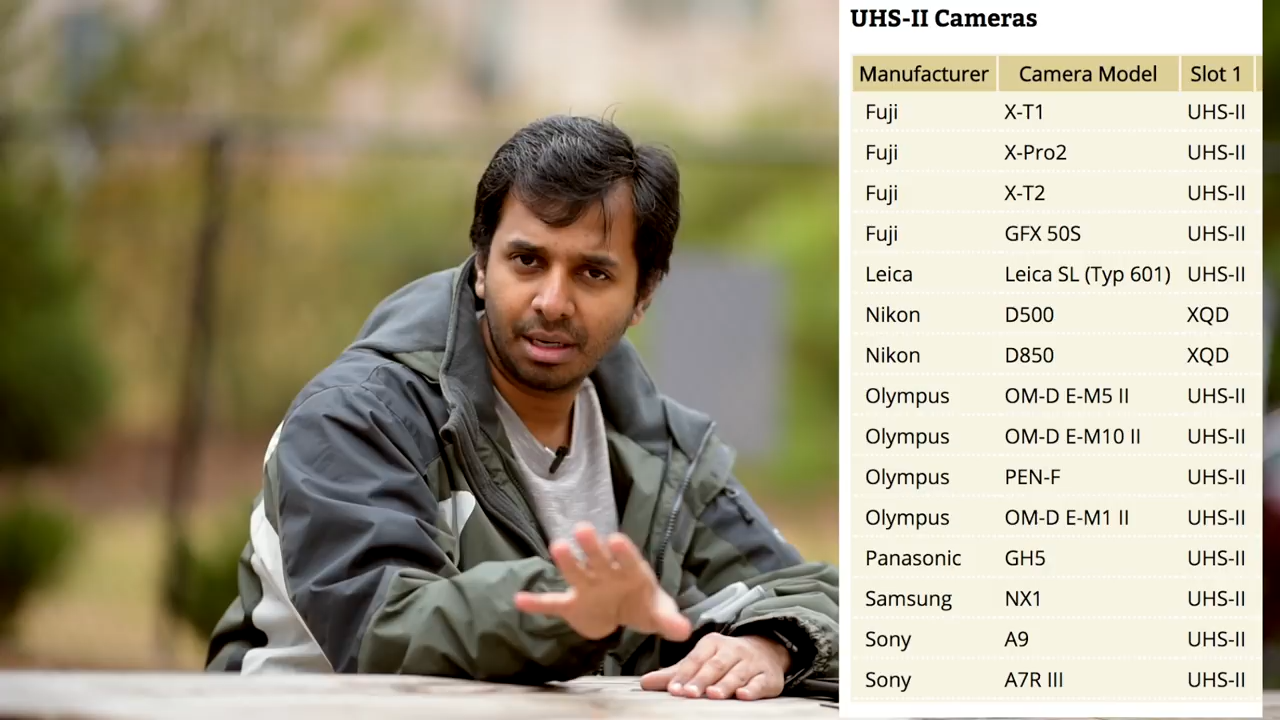 UHS-II Cameras
Manufacturer Camera Model Slot 1
Fuji X-T1 UHS-II
Fuji X-Pro2 UHS-II
Fuji X-T2 UHS-II
Fuji GFX 50S UHS-II
Leica Leica SL (Typ 601) UHS-II
Nikon D500 XQD
Nikon D850 XQD
Olympus OM-D E-M5 II UHS-II
Olympus OM-D E-M10 II UHS-II
Olympus PEN-F UHS-II
Olympus OM-D E-M1 II UHS-II
Panasonic GH5 UHS-II
Samsung NX1 UHS-II
Sony A9 UHS-II
Sony A7R III UHS-II